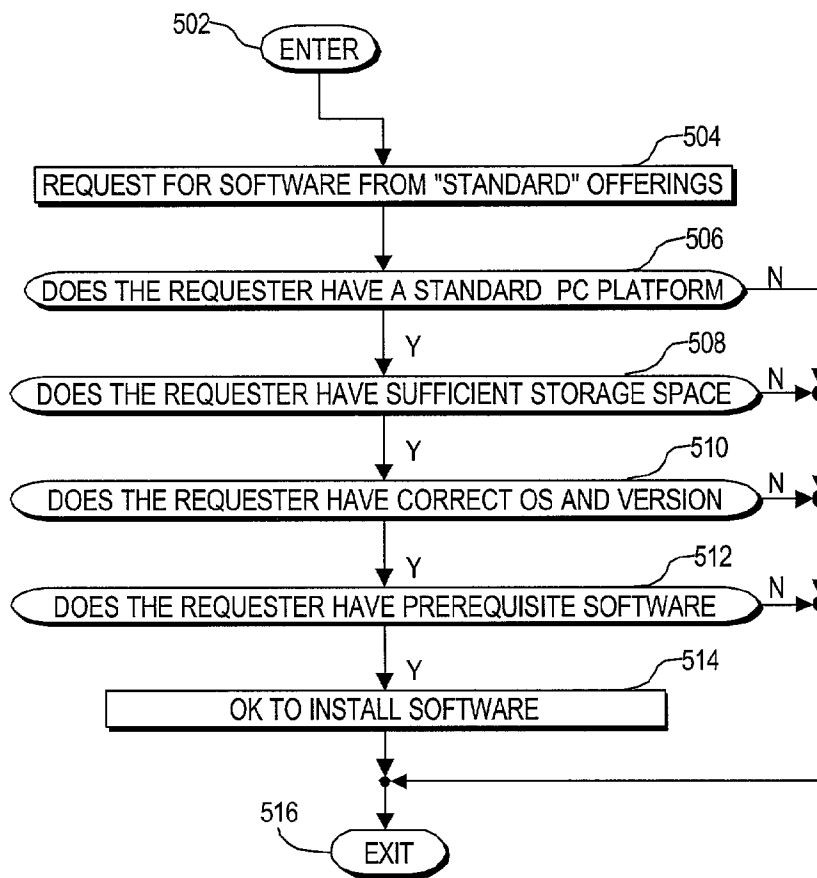 502
ENTER
504
REQUEST FOR SOFTWARE FROM "STANDARD" OFFERINGS
506
DOES THE REQUESTER HAVE A STANDARD PC PLATFORM
N
Y
508
DOES THE REQUESTER HAVE SUFFICIENT STORAGE SPACE
N
Y
510
DOES THE REQUESTER HAVE CORRECT OS AND VERSION
N
Y
512
DOES THE REQUESTER HAVE PREREQUISITE SOFTWARE
N
Y
514
OK TO INSTALL SOFTWARE
516
EXIT